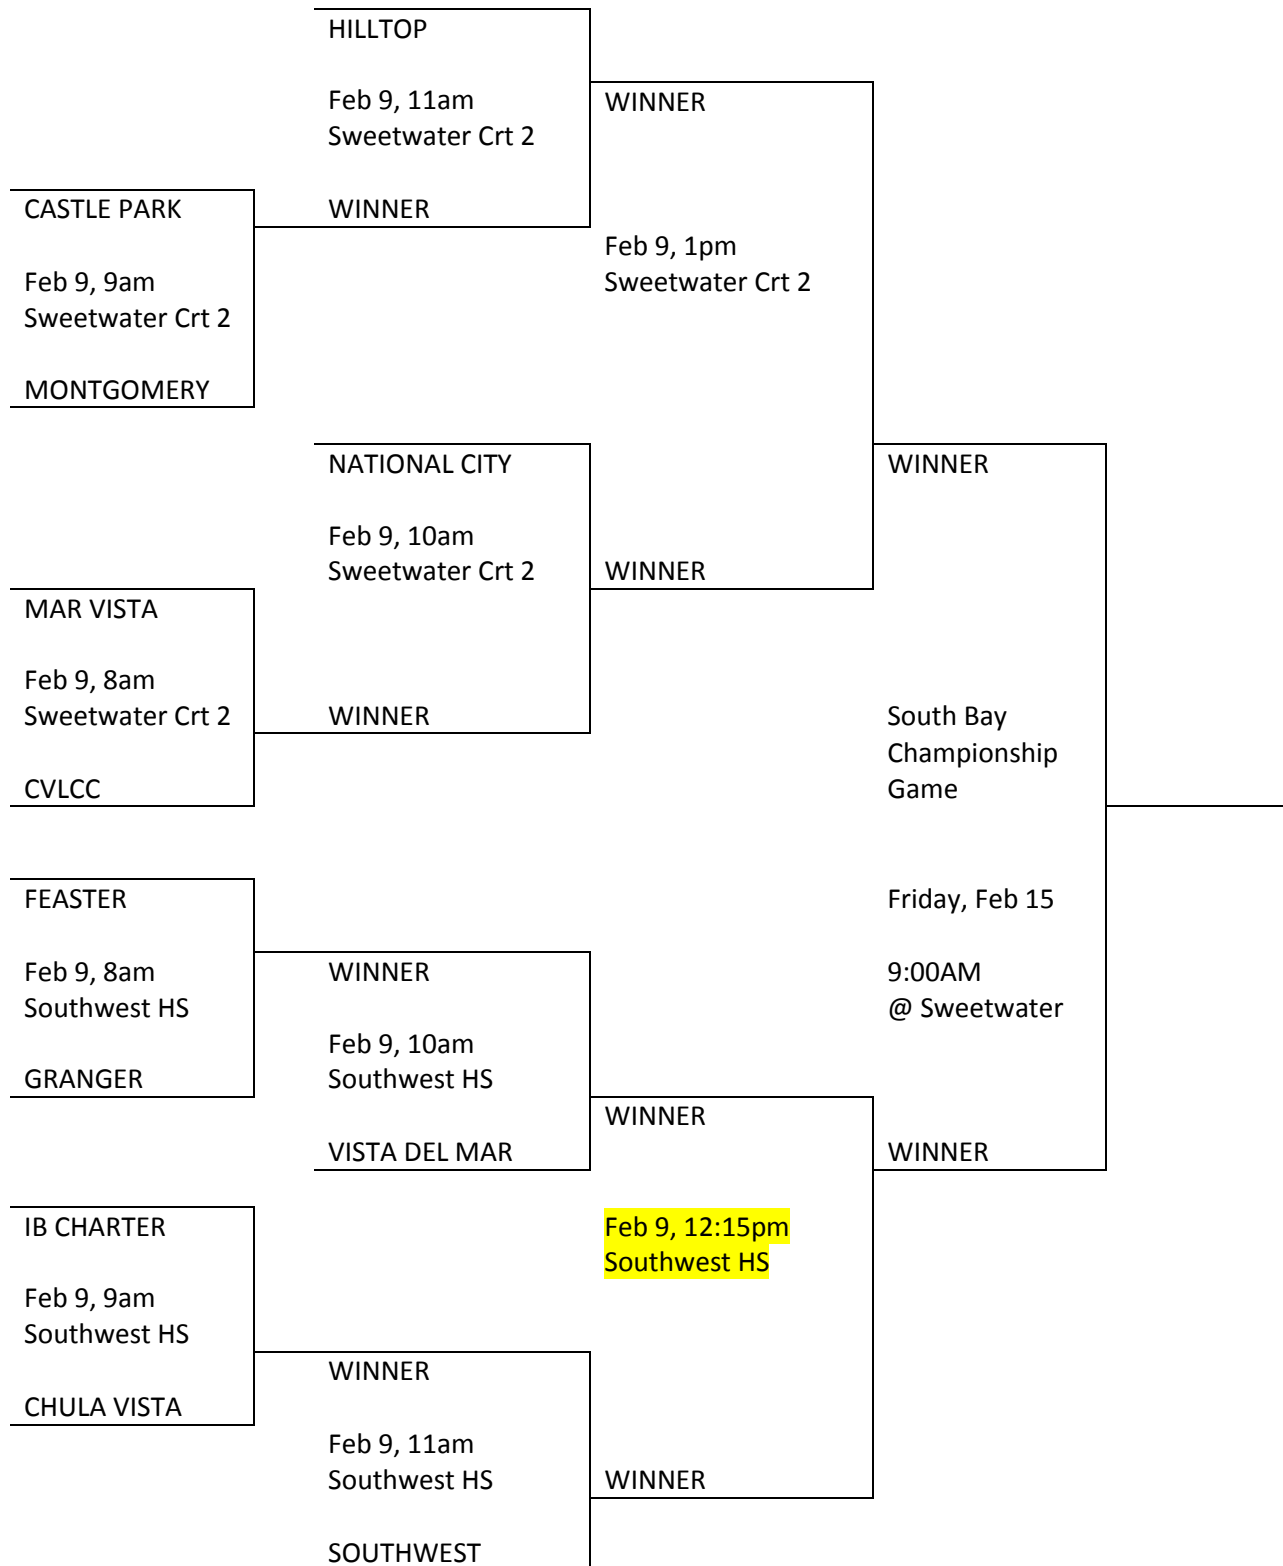 HILLTOP
Feb 9, 11am
Sweetwater Crt 2
WINNER
WINNER
CASTLE PARK
Feb 9, 9am
Sweetwater Crt 2
MONTGOMERY
Feb 9, 1pm
Sweetwater Crt 2
NATIONAL CITY
Feb 9, 10am
Sweetwater Crt 2
WINNER
WINNER
MAR VISTA
Feb 9, 8am
Sweetwater Crt 2
CVLCC
WINNER
South Bay
Championship
Game
Friday, Feb 15
9:00AM
@ Sweetwater
FEASTER
Feb 9, 8am
Southwest HS
GRANGER
WINNER
Feb 9, 10am
Southwest HS
VISTA DEL MAR
WINNER
WINNER
Feb 9, 12:15pm
Southwest HS
IB CHARTER
Feb 9, 9am
Southwest HS
CHULA VISTA
WINNER
Feb 9, 11am
Southwest HS
SOUTHWEST
WINNER